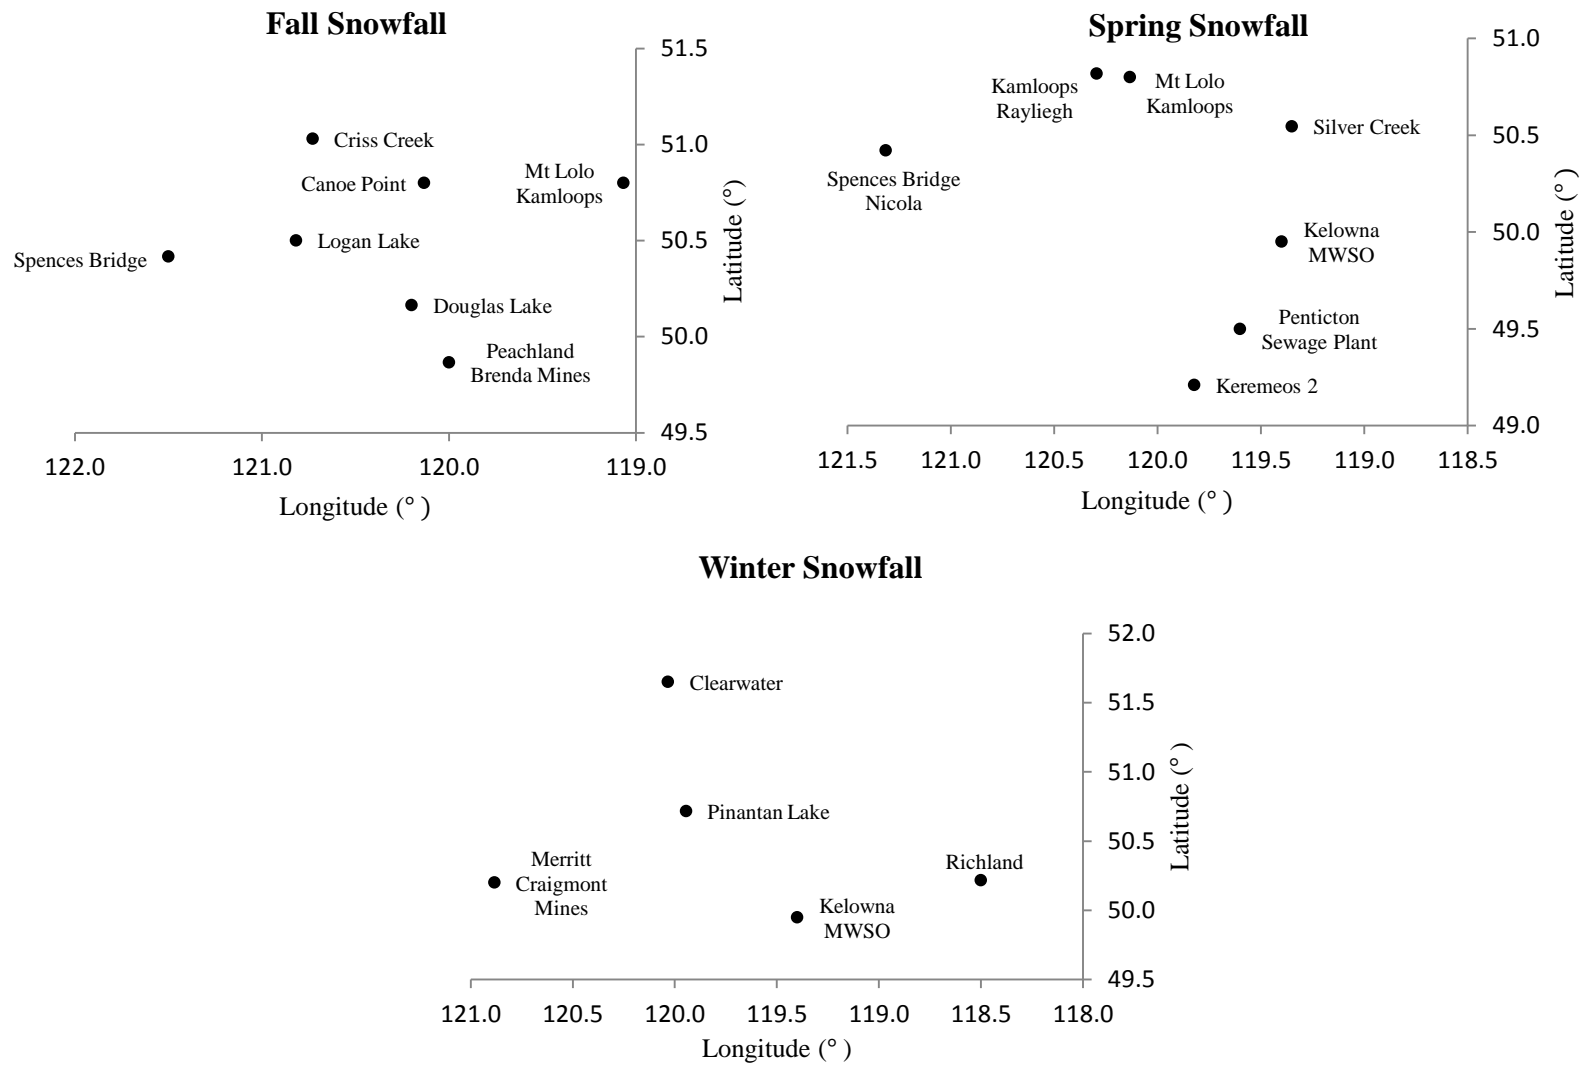 Fall Snowfall
51.5
51.0
50.5
50.0
49.5
Criss Creek
Canoe Point
Mt Lolo
Kamloops
Logan Lake
Spences Bridge
Douglas Lake
Peachland
Brenda Mines
122.0 121.0 120.0 119.0
Longitude (° )
Latitude (°)
Spring Snowfall
51.0
50.5
50.0
49.5
49.0
Kamloops
Rayliegh
Mt Lolo
Kamloops
Silver Creek
Spences Bridge
Nicola
Kelowna
MWSO
Penticton
Sewage Plant
Keremeos 2
121.5 121.0 120.5 120.0 119.5 119.0 118.5
Longitude (° )
Latitude (° )
Winter Snowfall
52.0
51.5
51.0
50.5
50.0
49.5
Clearwater
Pinantan Lake
Merritt
Craigmont
Mines
Richland
Kelowna
MWSO
121.0 120.5 120.0 119.5 119.0 118.5 118.0
Longitude (° )
Latitude (° )